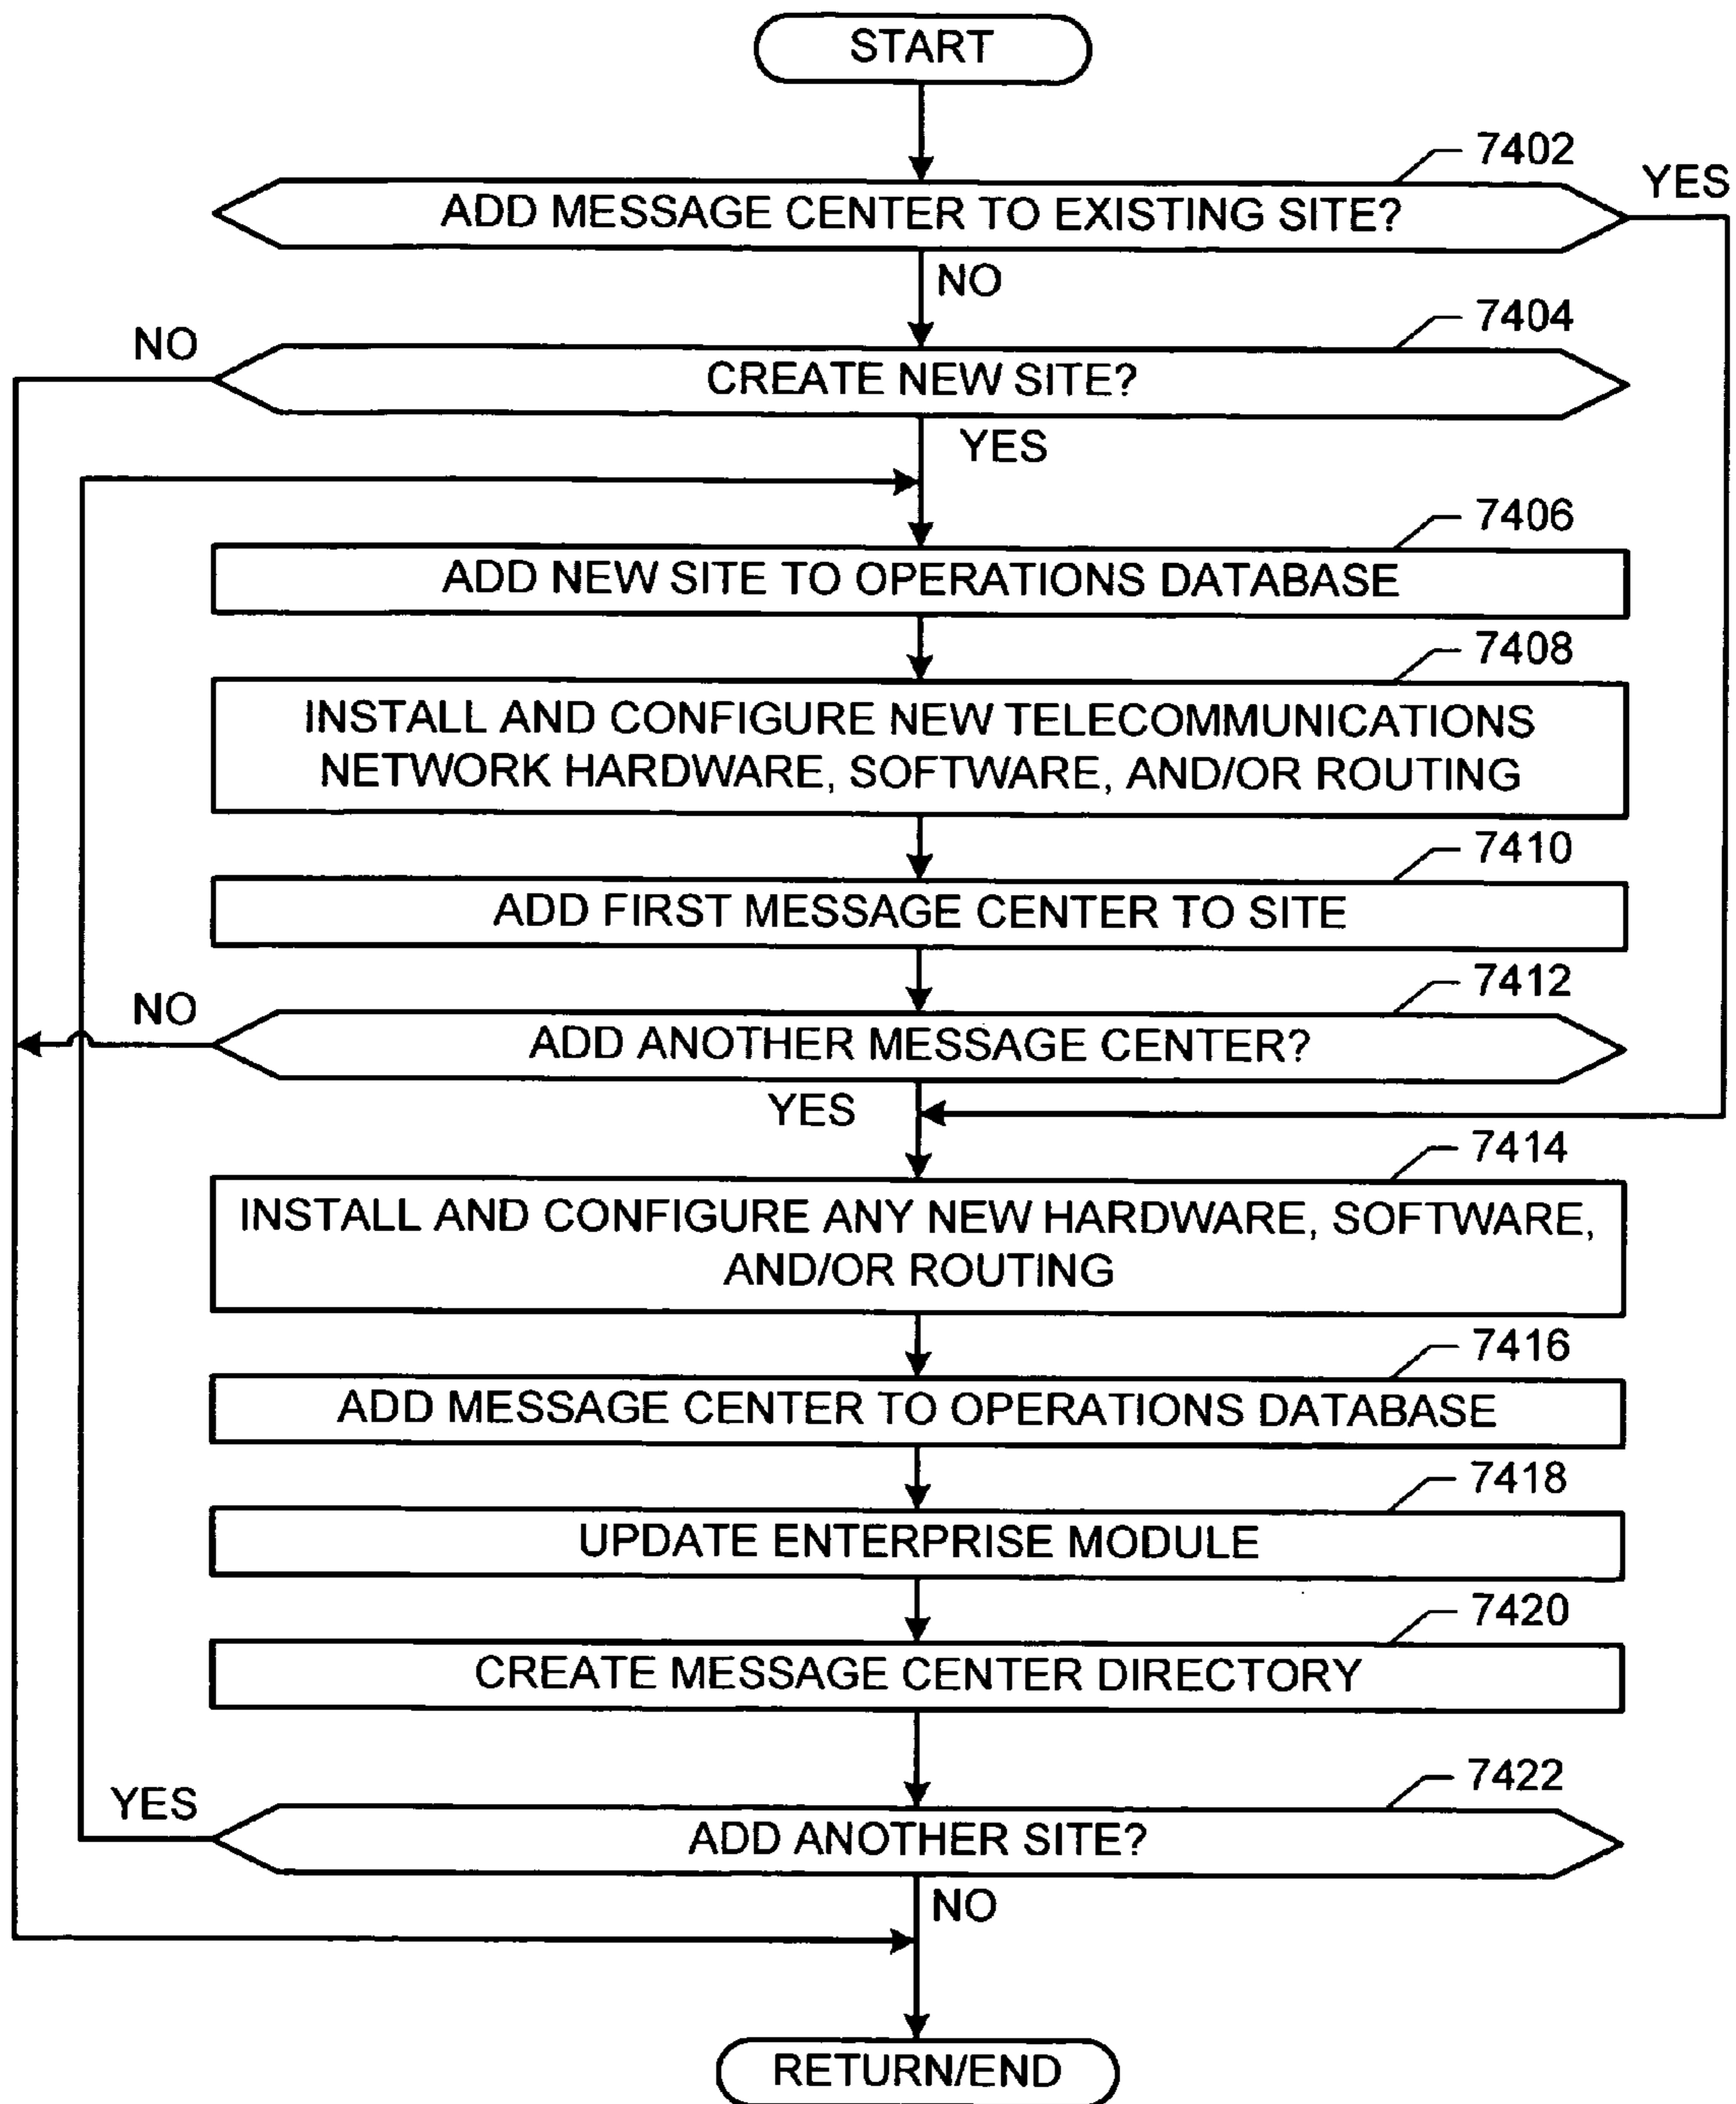 START
7402
YES
ADD MESSAGE CENTER TO EXISTING SITE?
NO
7404
NO
CREATE NEW SITE?
YES
7406
ADD NEW SITE TO OPERATIONS DATABASE
7408
INSTALL AND CONFIGURE NEW TELECOMMUNICATIONS
NETWORK HARDWARE, SOFTWARE, AND/OR ROUTING
7410
ADD FIRST MESSAGE CENTER TO SITE
7412
NO
ADD ANOTHER MESSAGE CENTER?
YES
7414
INSTALL AND CONFIGURE ANY NEW HARDWARE, SOFTWARE,
AND/OR ROUTING
7416
ADD MESSAGE CENTER TO OPERATIONS DATABASE
7418
UPDATE ENTERPRISE MODULE
7420
CREATE MESSAGE CENTER DIRECTORY
7422
YES
ADD ANOTHER SITE?
NO
RETURN/END